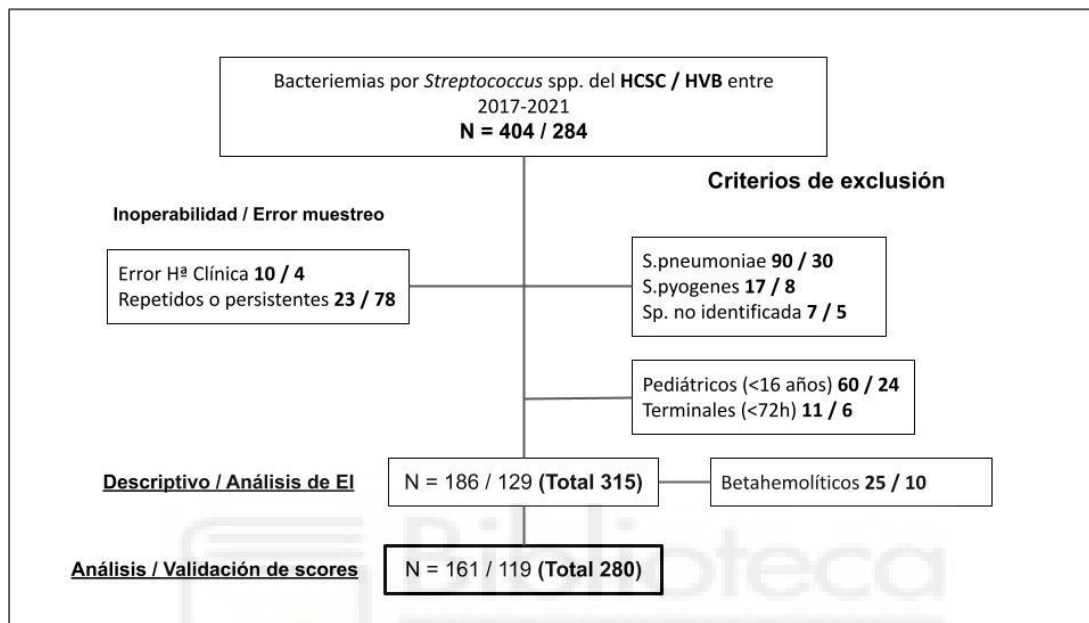 Bacteriemias por Streptococcus spp. del HCSC / HVB entre
2017-2021
N = 404 / 284
Criterios de exclusión
Inoperabilidad / Error muestreo
Error Hª Clínica 10 / 4
Repetidos o persistentes 23 / 78
S.pneumoniae 90 / 30
S.pyogenes 17 / 8
Sp. no identificada 7 / 5
Pediátricos (<16 años) 60 / 24
Terminales (<72h) 11 / 6
Descriptivo / Análisis de EI
N = 186 / 129 (Total 315)
Betahemolíticos 25 / 10
Análisis / Validación de scores
N = 161 / 119 (Total 280)
Biblioteca